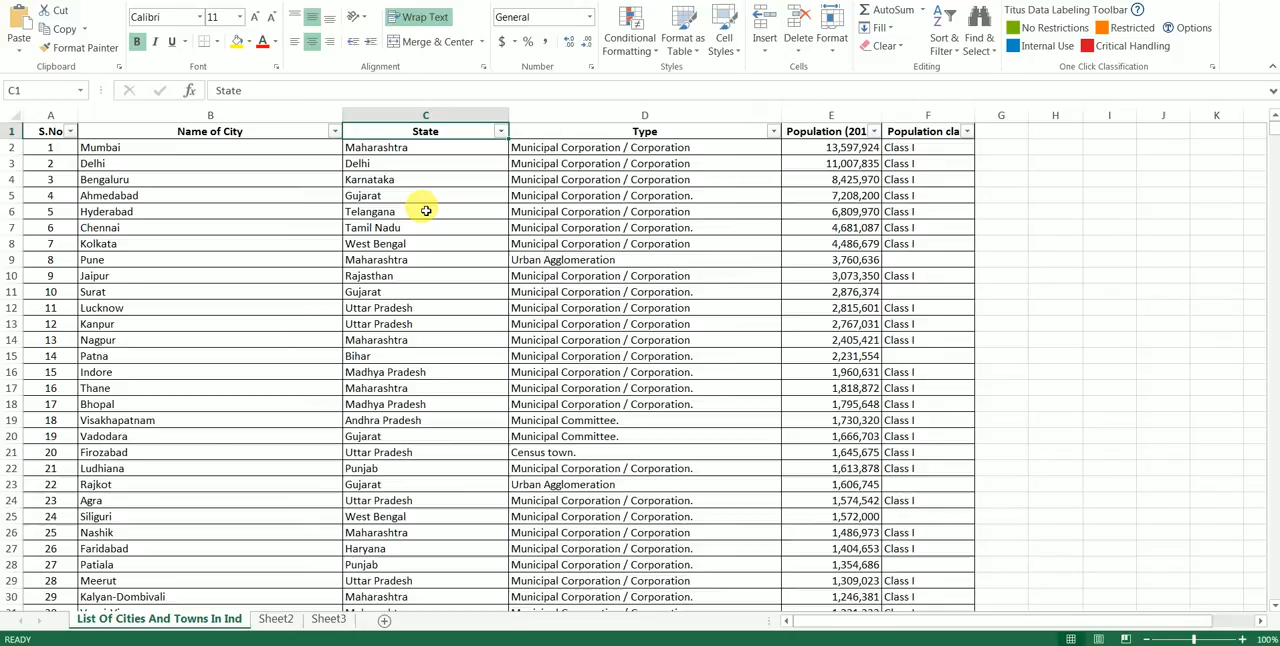 Cut
Copy
Format Painter
Paste
Clipboard
Calibri
11
B I U
Font
Wrap Text
Merge & Center
Alignment
General
$ % ,
Number
Conditional Formatting
Format as Table
Cell Styles
Styles
Insert
Delete
Format
Cells
AutoSum
Fill
Clear
Sort & Filter
Find & Select
Editing
Titus Data Labeling Toolbar
No Restrictions
Restricted
Options
Internal Use
Critical Handling
One Click Classification
C1
fx
State
A B C D E F G H I J K
1 S.No Name of City State Type Population (201 Population cla
2 1 Mumbai Maharashtra Municipal Corporation / Corporation 13,597,924 Class I
3 2 Delhi Delhi Municipal Corporation / Corporation 11,007,835 Class I
4 3 Bengaluru Karnataka Municipal Corporation / Corporation 8,425,970 Class I
5 4 Ahmedabad Gujarat Municipal Corporation / Corporation. 7,208,200 Class I
6 5 Hyderabad Telangana Municipal Corporation / Corporation 6,809,970 Class I
7 6 Chennai Tamil Nadu Municipal Corporation / Corporation. 4,681,087 Class I
8 7 Kolkata West Bengal Municipal Corporation / Corporation 4,486,679 Class I
9 8 Pune Maharashtra Urban Agglomeration 3,760,636
10 9 Jaipur Rajasthan Municipal Corporation / Corporation 3,073,350 Class I
11 10 Surat Gujarat Municipal Corporation / Corporation. 2,876,374
12 11 Lucknow Uttar Pradesh Municipal Corporation / Corporation 2,815,601 Class I
13 12 Kanpur Uttar Pradesh Municipal Corporation / Corporation 2,767,031 Class I
14 13 Nagpur Maharashtra Municipal Corporation / Corporation 2,405,421 Class I
15 14 Patna Bihar Municipal Corporation / Corporation. 2,231,554
16 15 Indore Madhya Pradesh Municipal Corporation / Corporation. 1,960,631 Class I
17 16 Thane Maharashtra Municipal Corporation / Corporation. 1,818,872 Class I
18 17 Bhopal Madhya Pradesh Municipal Corporation / Corporation. 1,795,648 Class I
19 18 Visakhapatnam Andhra Pradesh Municipal Committee. 1,730,320 Class I
20 19 Vadodara Gujarat Municipal Committee. 1,666,703 Class I
21 20 Firozabad Uttar Pradesh Census town. 1,645,675 Class I
22 21 Ludhiana Punjab Municipal Corporation / Corporation. 1,613,878 Class I
23 22 Rajkot Gujarat Urban Agglomeration 1,606,745
24 23 Agra Uttar Pradesh Municipal Corporation / Corporation. 1,574,542 Class I
25 24 Siliguri West Bengal Municipal Corporation / Corporation. 1,572,000
26 25 Nashik Maharashtra Municipal Corporation / Corporation. 1,486,973 Class I
27 26 Faridabad Haryana Municipal Corporation / Corporation. 1,404,653 Class I
28 27 Patiala Punjab Municipal Corporation / Corporation. 1,354,686
29 28 Meerut Uttar Pradesh Municipal Corporation / Corporation. 1,309,023 Class I
30 29 Kalyan-Dombivali Maharashtra Municipal Corporation / Corporation. 1,246,381 Class I
List Of Cities And Towns In Ind Sheet2 Sheet3
READY
100%